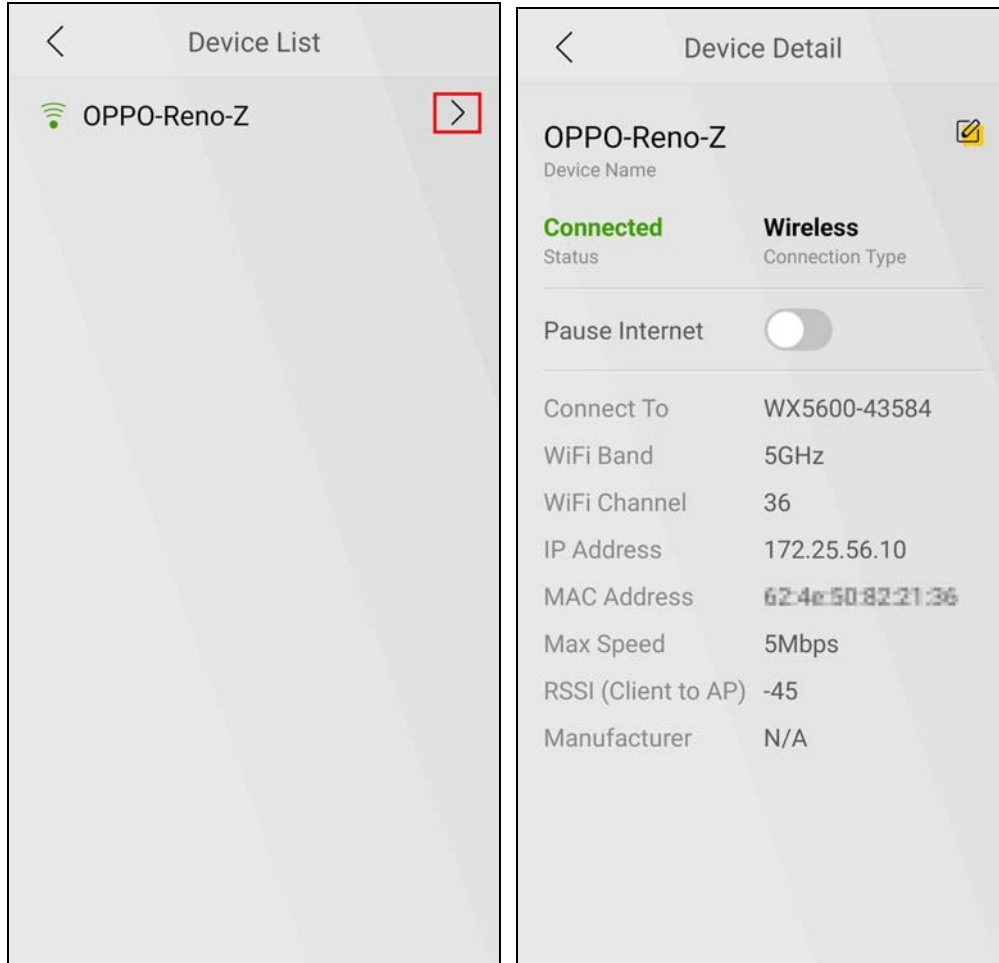 Device List
OPPO-Reno-Z
Device Detail
OPPO-Reno-Z
Device Name
Connected Wireless
Status Connection Type
Pause Internet
Connect To WX5600-43584
WiFi Band 5GHz
WiFi Channel 36
IP Address 172.25.56.10
MAC Address
Max Speed 5Mbps
RSSI (Client to AP) -45
Manufacturer N/A